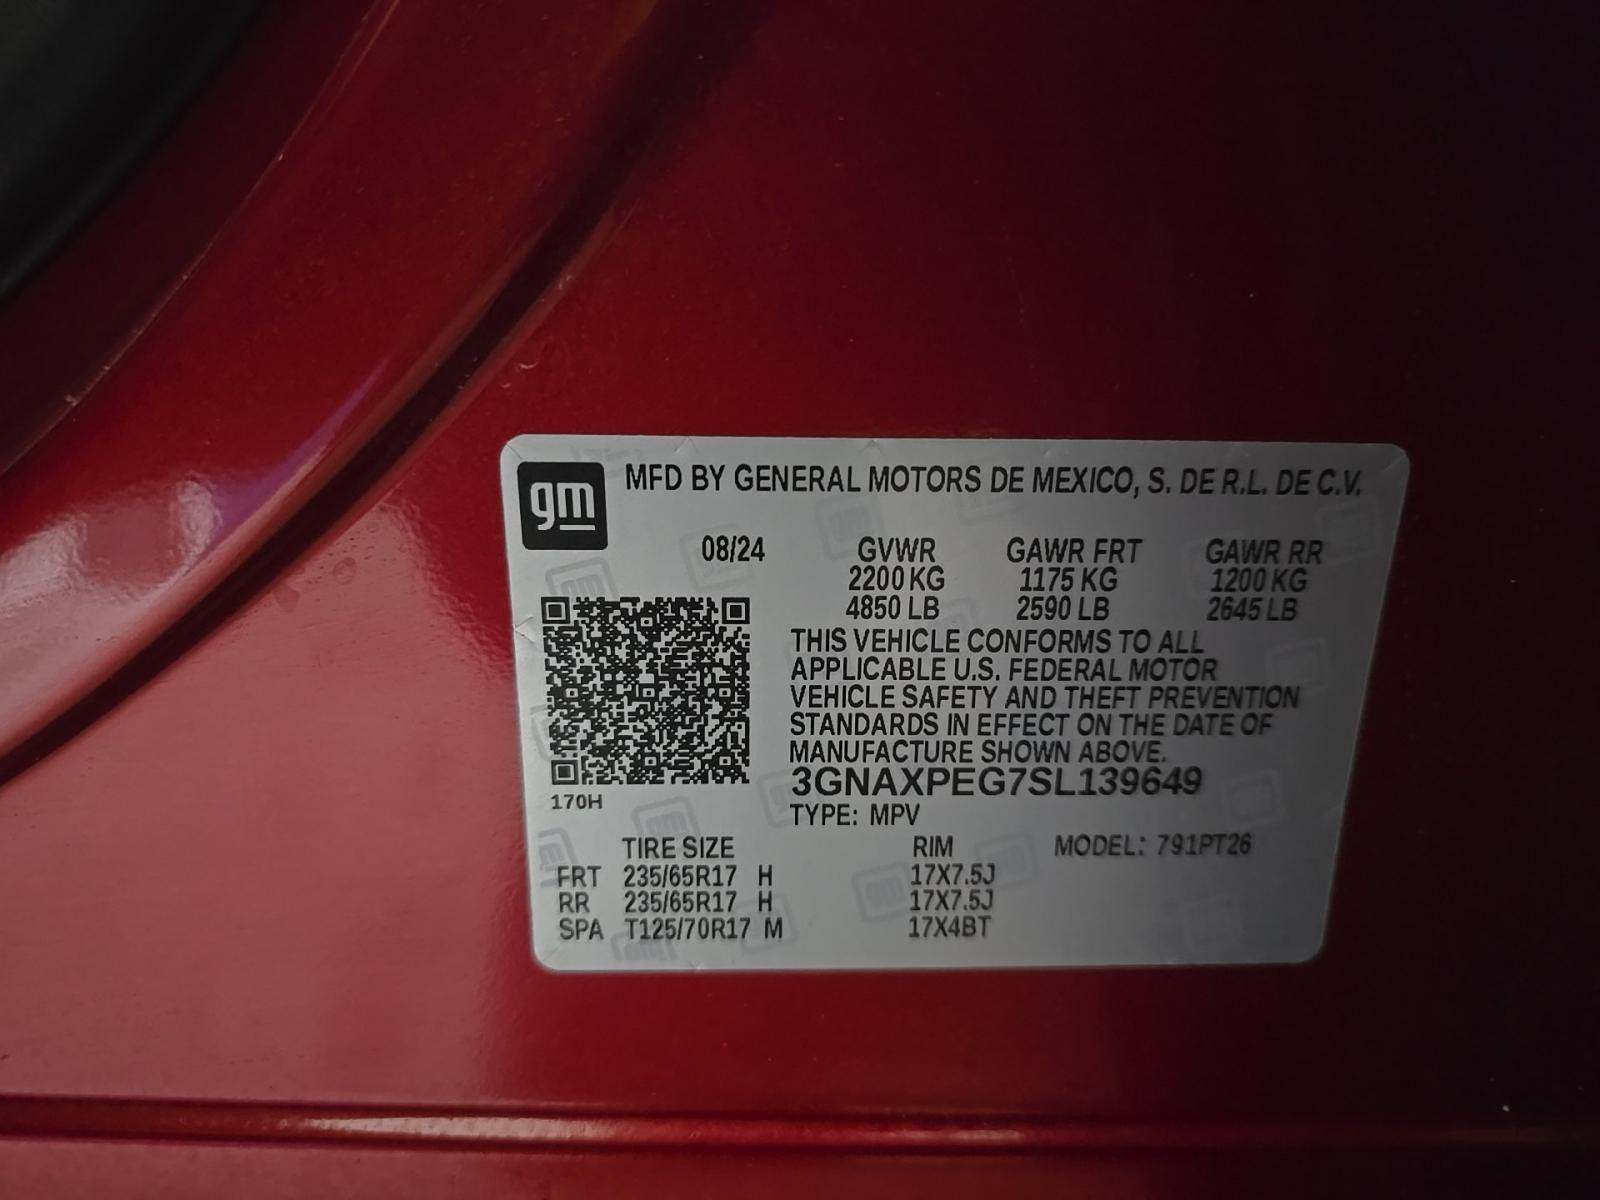 gm
MFD BY GENERAL MOTORS DE MEXICO, S. DE R.L. DE C.V.
08/24 GVWR GAWR FRT GAWR RR
2200 KG 1175 KG 1200 KG
4850 LB 2590 LB 2645 LB
THIS VEHICLE CONFORMS TO ALL
APPLICABLE U.S. FEDERAL MOTOR
VEHICLE SAFETY AND THEFT PREVENTION
STANDARDS IN EFFECT ON THE DATE OF
MANUFACTURE SHOWN ABOVE.
3GNAXPEG7SL139649
170H
TYPE: MPV
TIRE SIZE RIM MODEL: 791PT26
FRT 235/65R17 H 17X7.5J
RR 235/65R17 H 17X7.5J
SPA T125/70R17 M 17X4BT